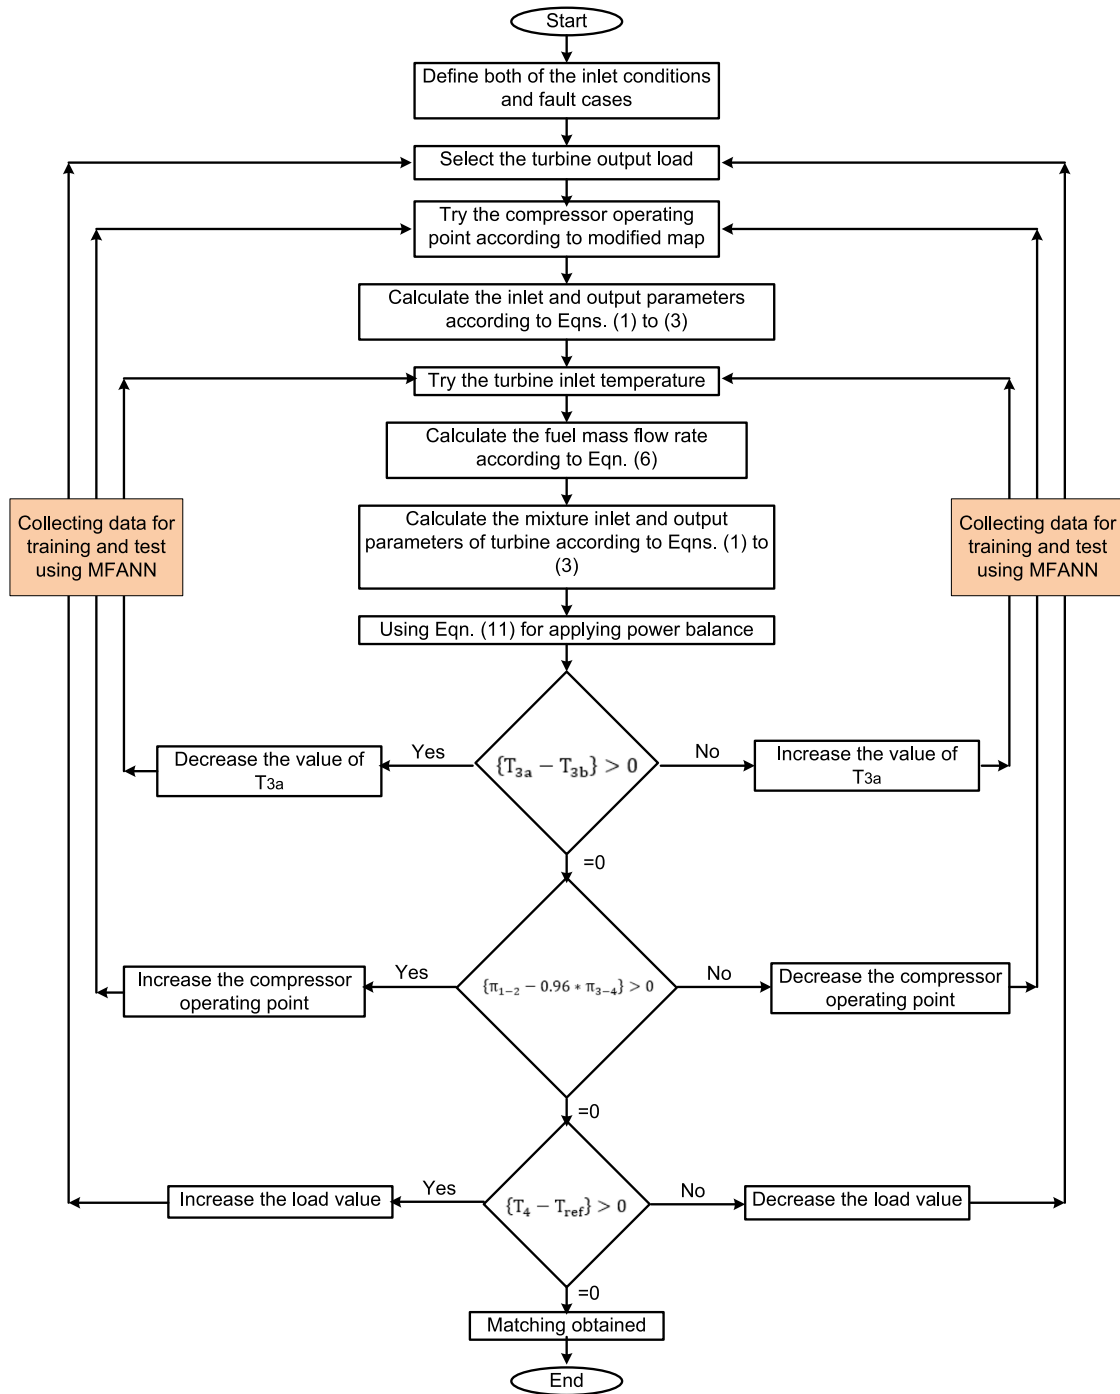 Start
Define both of the inlet conditions
and fault cases
Select the turbine output load
Try the compressor operating
point according to modified map
Calculate the inlet and output parameters
according to Eqns. (1) to (3)
Try the turbine inlet temperature
Calculate the fuel mass flow rate
according to Eqn. (6)
Collecting data for
training and test
using MFANN
Calculate the mixture inlet and output
parameters of turbine according to Eqns. (1) to
(3)
Collecting data for
training and test
using MFANN
Using Eqn. (11) for applying power balance
Decrease the value of
T3a
Yes
{T₃ₐ − T₃b} > 0
No
Increase the value of
T3a
=0
Increase the compressor
operating point
Yes
{π₁₋₂ − 0.96 * π₃₋₄} > 0
No
Decrease the compressor
operating point
=0
Increase the load value
Yes
{T₄ − Tref} > 0
No
Decrease the load value
=0
Matching obtained
End